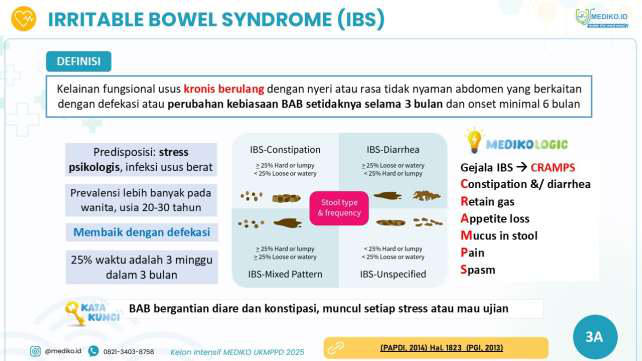 IRRITABLE BOWEL SYNDROME (IBS)
MEDIKO.ID
DEFINISI
Kelainan fungsional usus kronis berulang dengan nyeri atau rasa tidak nyaman abdomen yang berkaitan
dengan defekasi atau perubahan kebiasaan BAB setidaknya selama 3 bulan dan onset minimal 6 bulan
Predisposisi: stress
psikologis, infeksi usus berat
Prevalensi lebih banyak pada
wanita, usia 20-30 tahun
Membaik dengan defekasi
25% waktu adalah 3 minggu
dalam 3 bulan
IBS-Constipation
≥ 25% Hard or lumpy
< 25% Loose or watery
IBS-Diarrhea
≥ 25% Loose or watery
< 25% Hard or lumpy
Stool type
& frequency
≥ 25% Hard or lumpy
≥ 25% Loose or watery
IBS-Mixed Pattern
< 25% Hard or lumpy
< 25% Loose or watery
IBS-Unspecified
MEDIKOLOGIC
Gejala IBS → CRAMPS
Constipation &/ diarrhea
Retain gas
Appetite loss
Mucus in stool
Pain
Spasm
KATA
KUNCI
BAB bergantian diare dan konstipasi, muncul setiap stress atau mau ujian
3A
@mediko.id
0821-3403-8758
Kelan Intensif MEDIKO UKMPPD 2025
(PAPDI, 2014) Hal. 1823 (PGI, 2013)